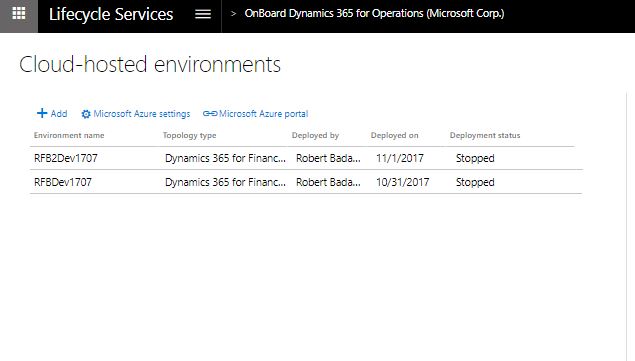 Lifecycle Services > OnBoard Dynamics 365 for Operations (Microsoft Corp.)
Cloud-hosted environments
Add Microsoft Azure settings Microsoft Azure portal
Environment name Topology type Deployed by Deployed on Deployment status
RFB2Dev1707 Dynamics 365 for Financ... Robert Bada... 11/1/2017 Stopped
RFBDev1707 Dynamics 365 for Financ... Robert Bada... 10/31/2017 Stopped